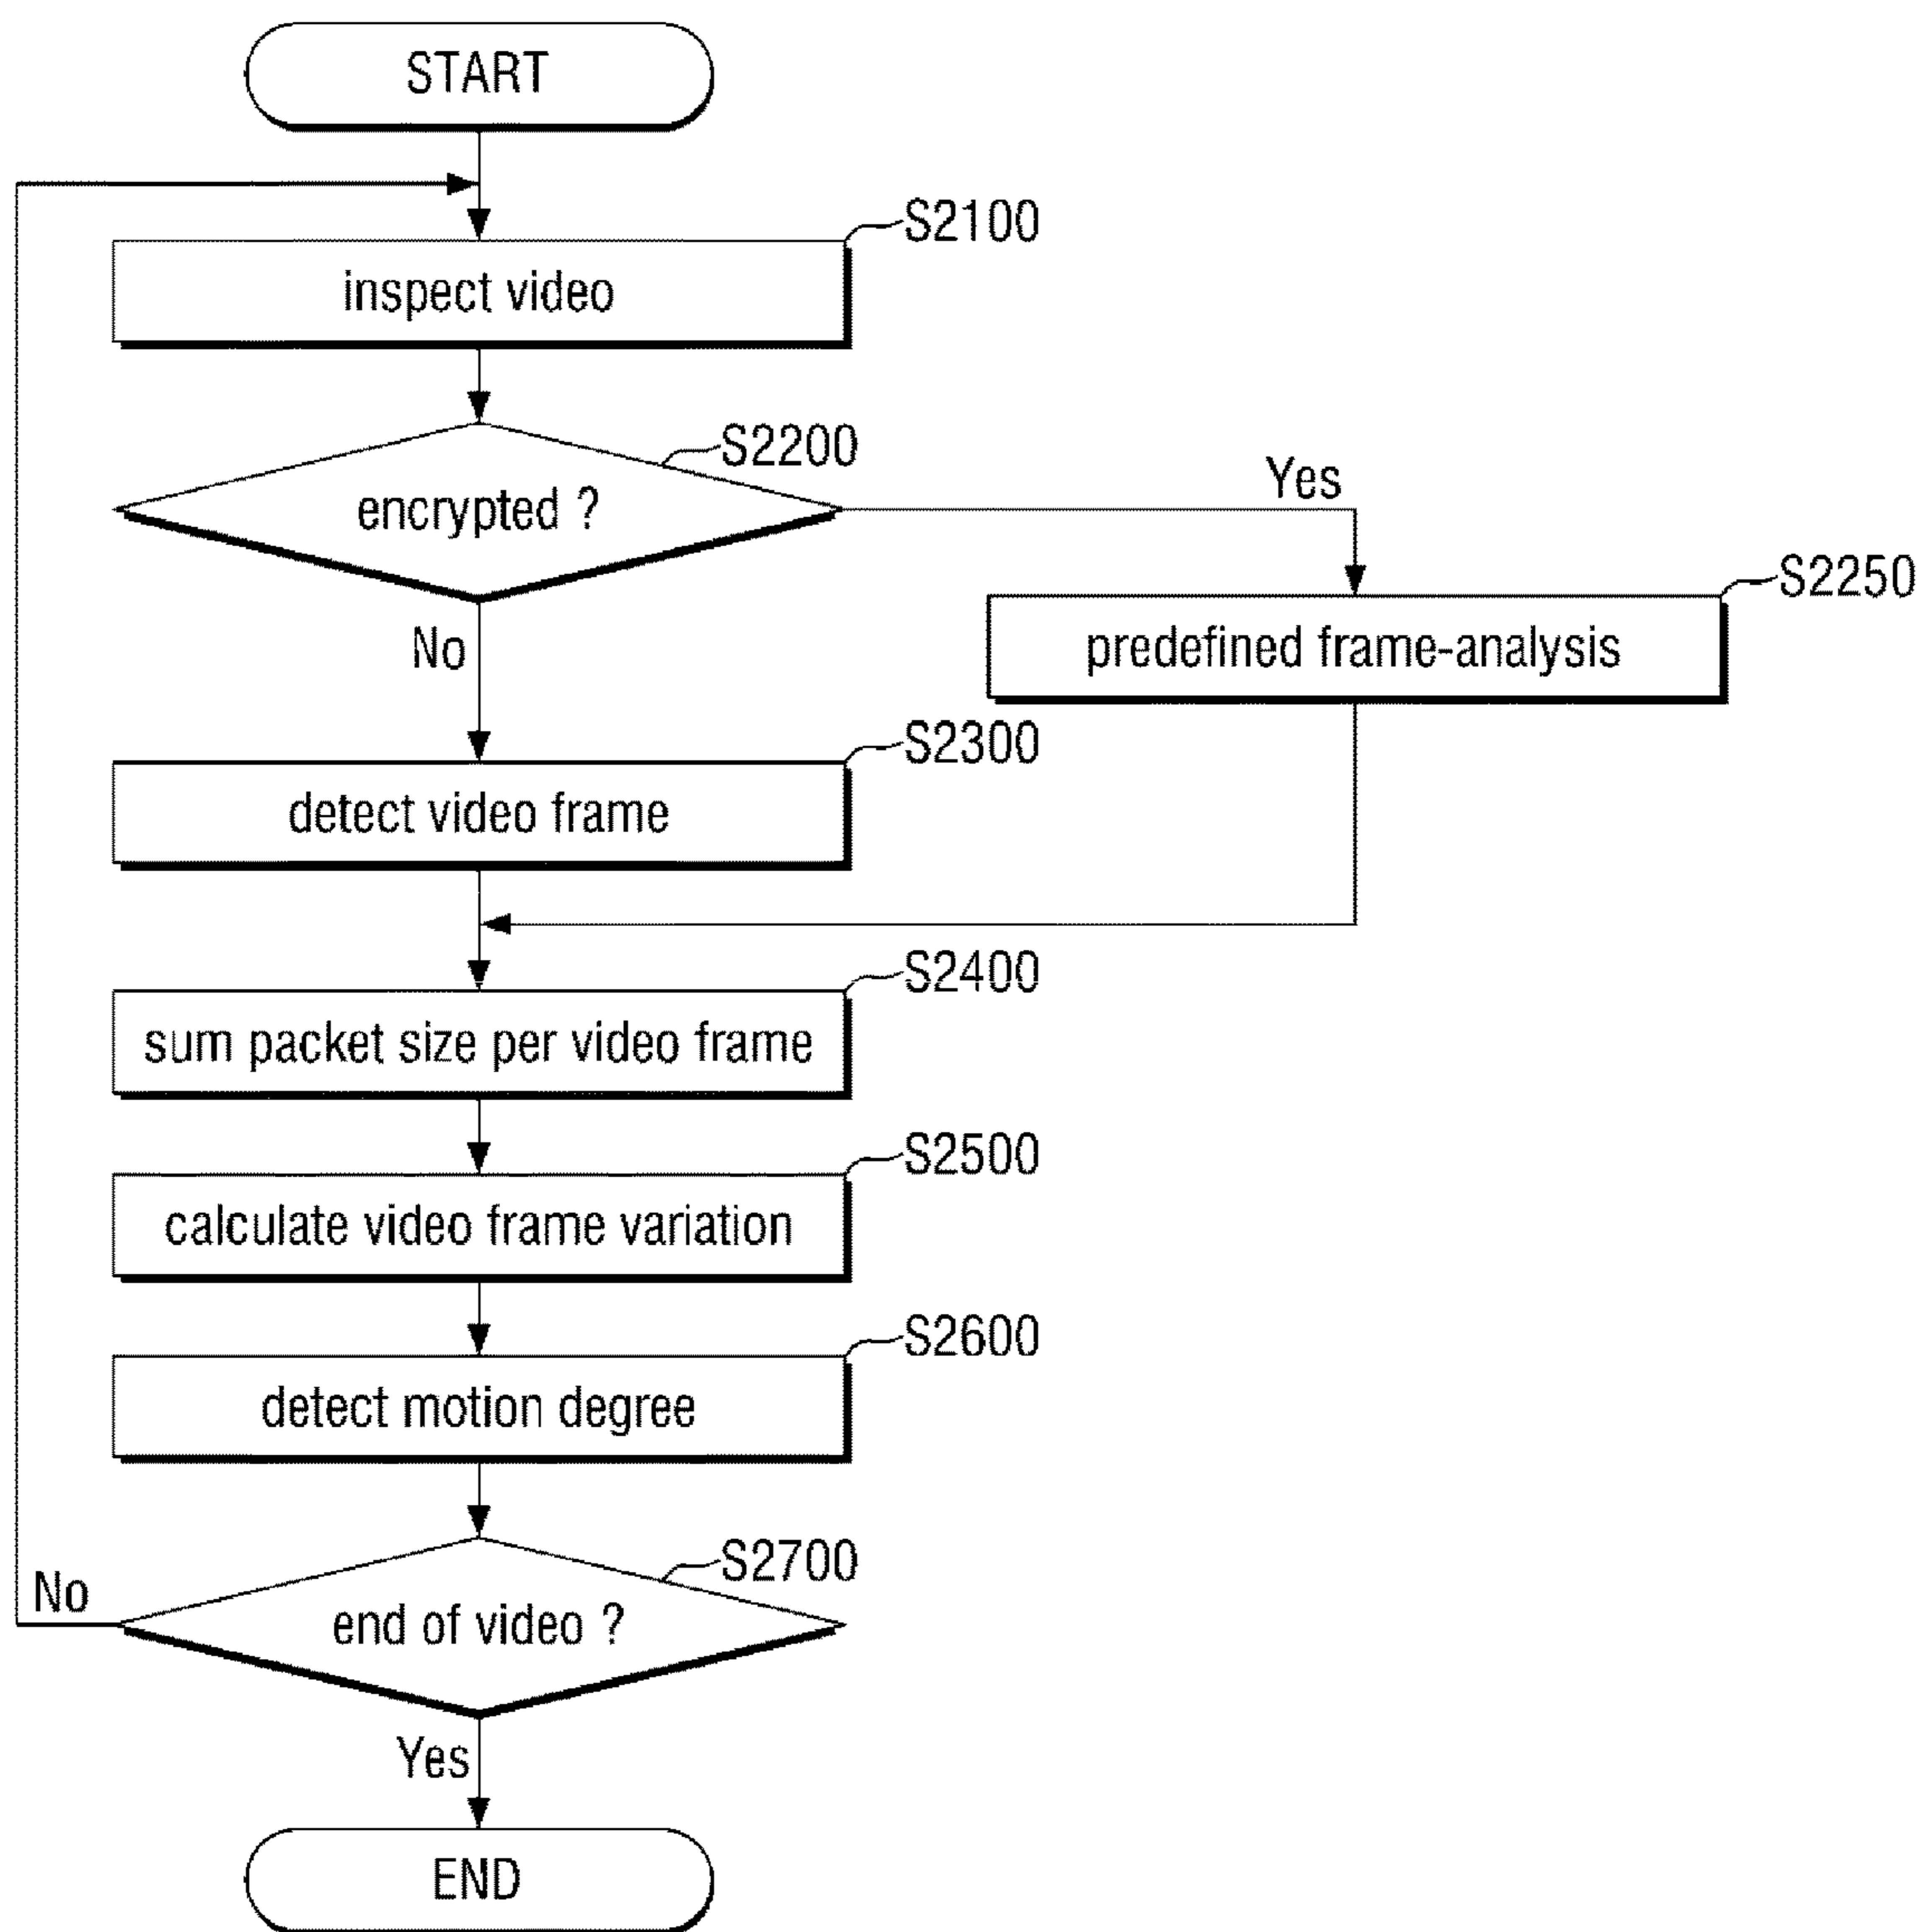 START
S2100
inspect video
S2200
encrypted ?
Yes
S2250
predefined frame-analysis
No
S2300
detect video frame
S2400
sum packet size per video frame
S2500
calculate video frame variation
S2600
detect motion degree
S2700
No
end of video ?
Yes
END